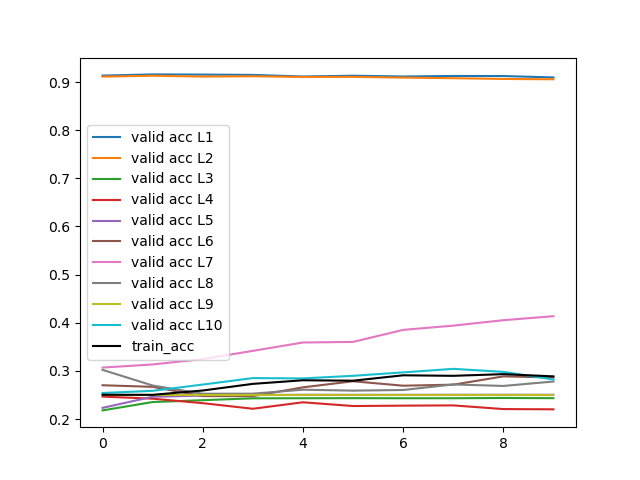 0.9
0.8
0.7
0.6
0.5
0.4
0.3
0.2
valid acc L1
valid acc L2
valid acc L3
valid acc L4
valid acc L5
valid acc L6
valid acc L7
valid acc L8
valid acc L9
valid acc L10
train_acc
0 2 4 6 8